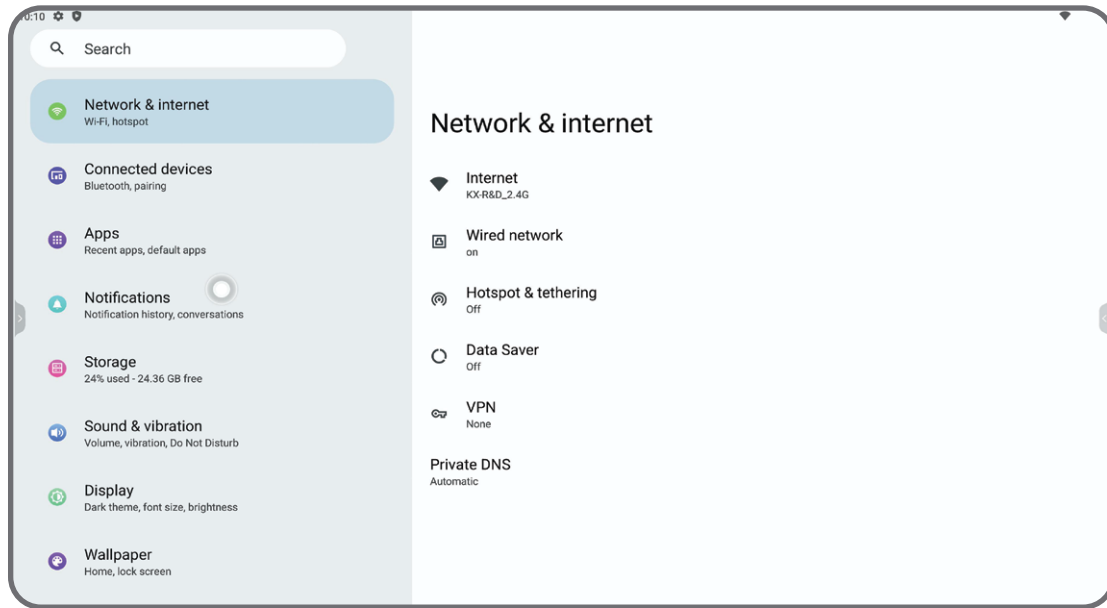 :10
Search
Network & internet
Wi-Fi, hotspot
Connected devices
Bluetooth, pairing
Apps
Recent apps, default apps
Notifications
Notification history, conversations
Storage
24% used - 24.36 GB free
Sound & vibration
Volume, vibration, Do Not Disturb
Display
Dark theme, font size, brightness
Wallpaper
Home, lock screen
Network & internet
Internet
KX-R&D_2.4G
Wired network
on
Hotspot & tethering
Off
Data Saver
Off
VPN
None
Private DNS
Automatic